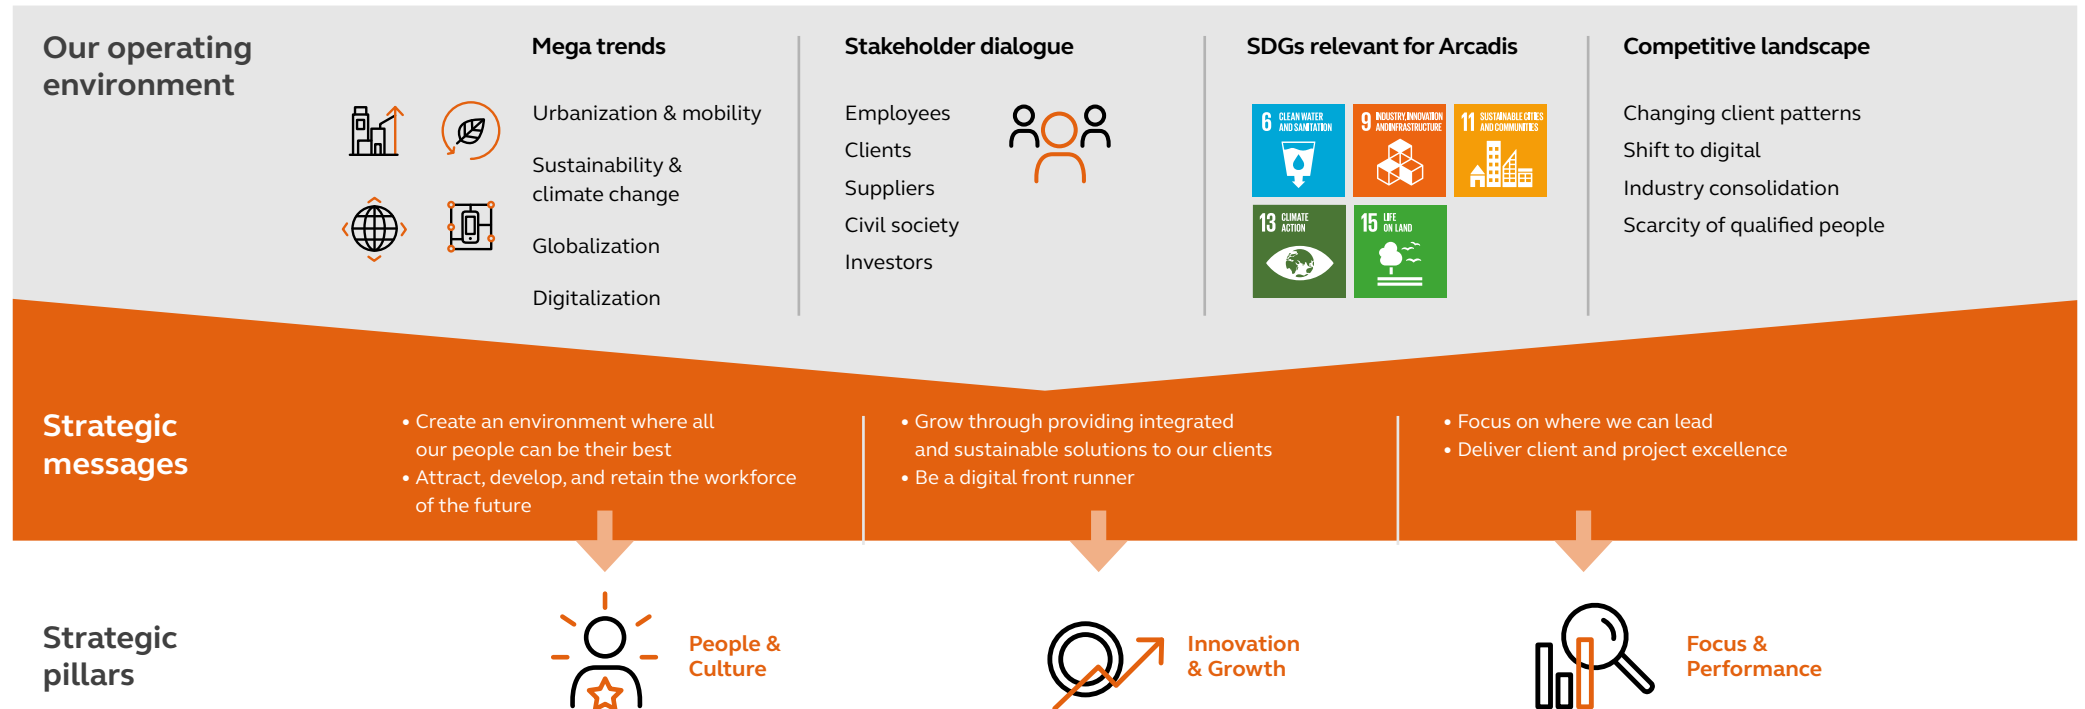 Our operating
environment
Mega trends
Urbanization & mobility
Sustainability &
climate change
Globalization
Digitalization
Stakeholder dialogue
Employees
Clients
Suppliers
Civil society
Investors
SDGs relevant for Arcadis
6 CLEAN WATER
AND SANITATION
9 INDUSTRY, INNOVATION
AND INFRASTRUCTURE
11 SUSTAINABLE CITIES
AND COMMUNITIES
13 CLIMATE
ACTION
15 LIFE
ON LAND
Competitive landscape
Changing client patterns
Shift to digital
Industry consolidation
Scarcity of qualified people
Strategic
messages
• Create an environment where all
our people can be their best
• Attract, develop, and retain the workforce
of the future
• Grow through providing integrated
and sustainable solutions to our clients
• Be a digital front runner
• Focus on where we can lead
• Deliver client and project excellence
Strategic
pillars
People &
Culture
Innovation
& Growth
Focus &
Performance